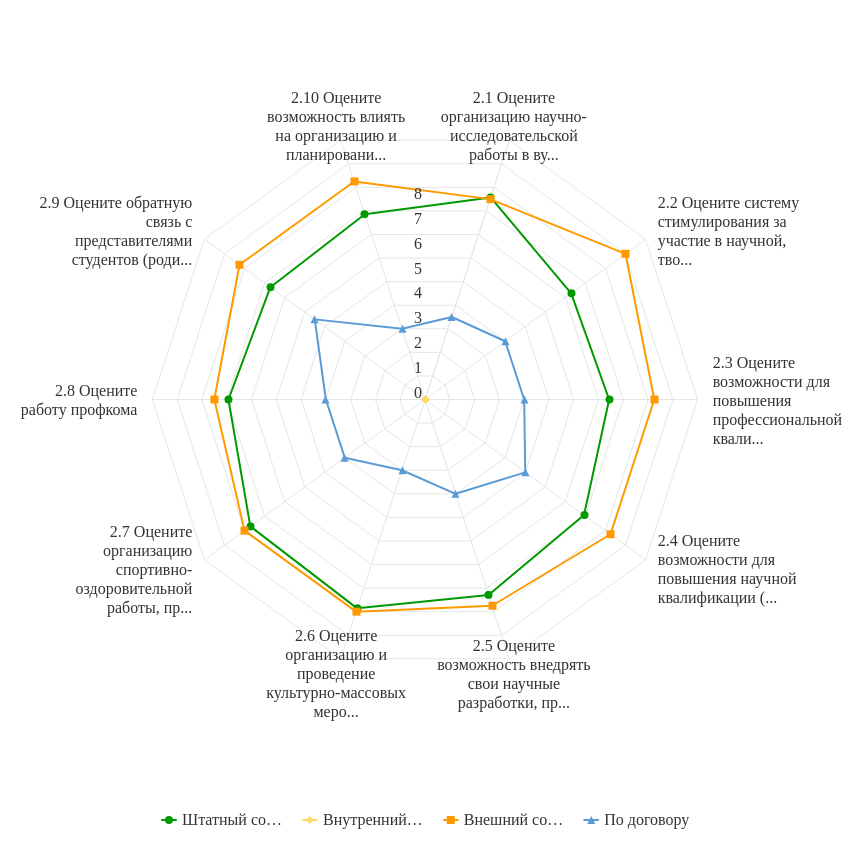 2.10 Оцените
возможность влиять
на организацию и
планировани...
2.1 Оцените
организацию научно-
исследовательской
работы в ву...
2.2 Оцените систему
стимулирования за
участие в научной,
тво...
2.3 Оцените
возможности для
повышения
профессиональной
квали...
2.4 Оцените
возможности для
повышения научной
квалификации (...
2.5 Оцените
возможность внедрять
свои научные
разработки, пр...
2.6 Оцените
организацию и
проведение
культурно-массовых
меро...
2.7 Оцените
организацию
спортивно-
оздоровительной
работы, пр...
2.8 Оцените
работу профкома
2.9 Оцените обратную
связь с
представителями
студентов (роди...
8
7
6
5
4
3
2
1
0
Штатный со…
Внутренний…
Внешний со…
По договору